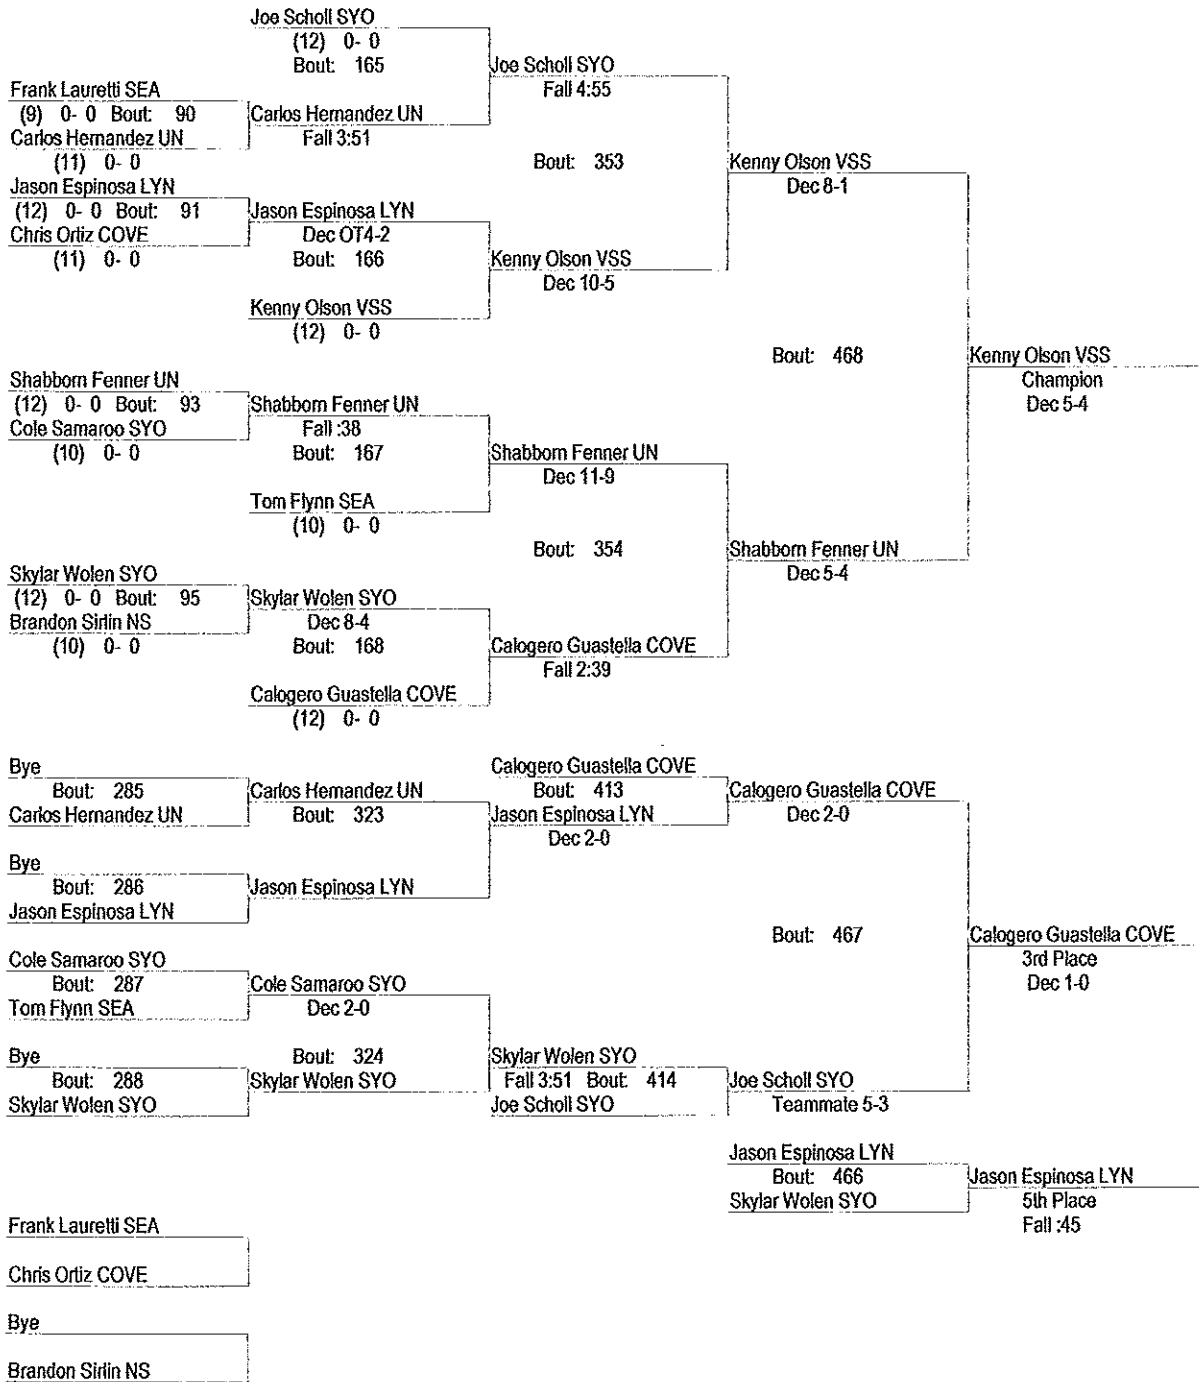 Joe Scholl SYO
(12) 0- 0
Bout: 165
Joe Scholl SYO
Fall 4:55
Frank Lauretti SEA
(9) 0- 0 Bout: 90
Carlos Hernandez UN
Carlos Hernandez UN
Fall 3:51
(11) 0- 0
Bout: 353
Kenny Olson VSS
Dec 8-1
Jason Espinosa LYN
(12) 0- 0 Bout: 91
Jason Espinosa LYN
Chris Ortiz COVE
Dec OT4-2
(11) 0- 0
Bout: 166
Kenny Olson VSS
Dec 10-5
Kenny Olson VSS
(12) 0- 0
Bout: 468
Kenny Olson VSS
Champion
Dec 5-4
Shabborn Fenner UN
(12) 0- 0 Bout: 93
Shabborn Fenner UN
Cole Samaroo SYO
Fall :38
(10) 0- 0
Bout: 167
Shabborn Fenner UN
Dec 11-9
Tom Flynn SEA
(10) 0- 0
Bout: 354
Shabborn Fenner UN
Dec 5-4
Skylar Wolen SYO
(12) 0- 0 Bout: 95
Skylar Wolen SYO
Brandon Sirlin NS
Dec 8-4
(10) 0- 0
Bout: 168
Calogero Guastella COVE
Fall 2:39
Calogero Guastella COVE
(12) 0- 0
Bye
Bout: 285
Carlos Hernandez UN
Carlos Hernandez UN
Bout: 323
Calogero Guastella COVE
Bout: 413
Jason Espinosa LYN
Dec 2-0
Calogero Guastella COVE
Dec 2-0
Bye
Bout: 286
Jason Espinosa LYN
Jason Espinosa LYN
Bout: 467
Calogero Guastella COVE
3rd Place
Dec 1-0
Cole Samaroo SYO
Bout: 287
Cole Samaroo SYO
Tom Flynn SEA
Dec 2-0
Bye
Bout: 324
Bout: 288
Skylar Wolen SYO
Skylar Wolen SYO
Skylar Wolen SYO
Fall 3:51 Bout: 414
Joe Scholl SYO
Joe Scholl SYO
Teammate 5-3
Jason Espinosa LYN
Bout: 466
Skylar Wolen SYO
Jason Espinosa LYN
5th Place
Fall :45
Frank Lauretti SEA
Chris Ortiz COVE
Bye
Brandon Sirlin NS